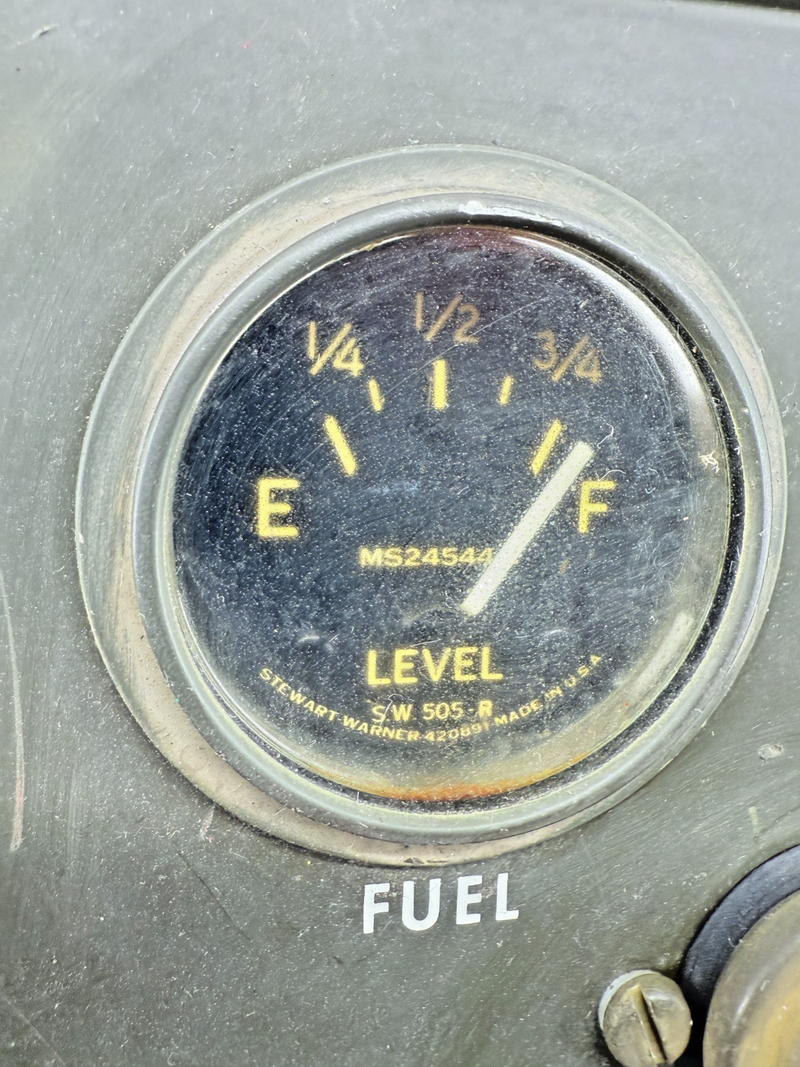 1/4 1/2 3/4
E F
MS24544
LEVEL
S/W 505-R
STEWART-WARNER 420891 MADE IN U.S.A
FUEL